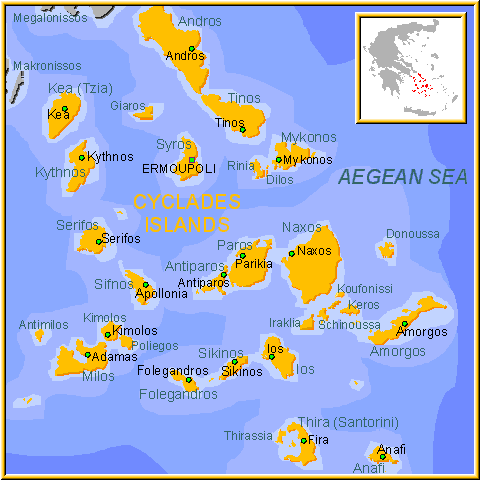 Megalonissos
Andros
Andros
Makronissos
Kea (Tzia)
Kea
Giaros
Tinos
Tinos
Syros
Mykonos
Mykonos
Kythnos
Kythnos
ERMOUPOLI
Rinia
Dilos
AEGEAN SEA
CYCLADES
ISLANDS
Serifos
Serifos
Paros
Naxos
Naxos
Donoussa
Parikia
Antiparos
Antiparos
Sifnos
Apollonia
Koufonissi
Keros
Iraklia
Schinoussa
Amorgos
Amorgos
Kimolos
Kimolos
Antimilos
Poliegos
Adamas
Milos
Sikinos
Sikinos
Ios
Ios
Folegandros
Folegandros
Thira (Santorini)
Thirassia
Fira
Anafi
Anafi